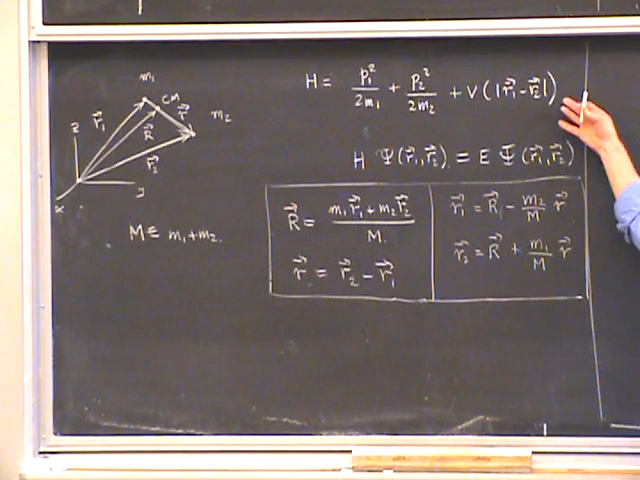 m₁
CM
m₂
r⃗₁
R⃗
r⃗
r⃗₂
z
y
x
M ≡ m₁+m₂
H = p₁²/2m₁ + p₂²/2m₂ + V(|r⃗₁-r⃗₂|)
H Ψ(r⃗₁,r⃗₂) = E Ψ(r⃗₁,r⃗₂)
R⃗ = (m₁r⃗₁+m₂r⃗₂)/M
r⃗ = r⃗₂-r⃗₁
r⃗₁ = R⃗ - m₂/M r⃗
r⃗₂ = R⃗ + m₁/M r⃗